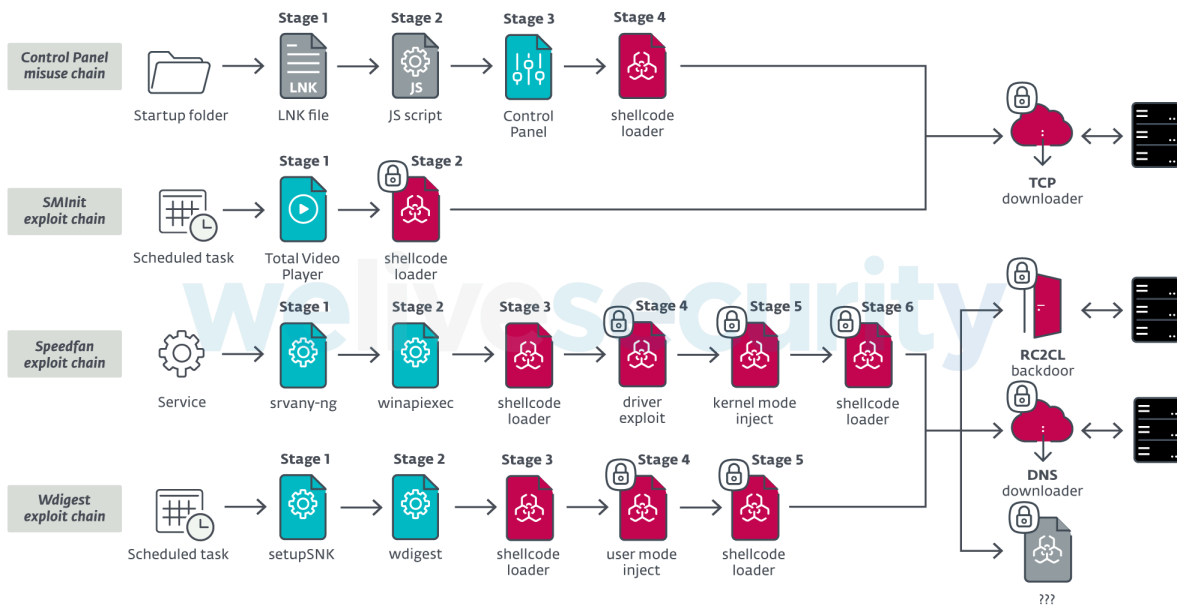 Control Panel
misuse chain
Stage 1
Stage 2
Stage 3
Stage 4
LNK
JS
Startup folder
LNK file
JS script
Control
Panel
shellcode
loader
TCP
downloader
SMInit
exploit chain
Stage 1
Stage 2
Scheduled task
Total Video
Player
shellcode
loader
welivesecurity
Speedfan
exploit chain
Stage 1
Stage 2
Stage 3
Stage 4
Stage 5
Stage 6
Service
srvany-ng
winapiexec
shellcode
loader
driver
exploit
kernel mode
inject
shellcode
loader
RC2CL
backdoor
DNS
downloader
Wdigest
exploit chain
Stage 1
Stage 2
Stage 3
Stage 4
Stage 5
Scheduled task
setupSNK
wdigest
shellcode
loader
user mode
inject
shellcode
loader
???